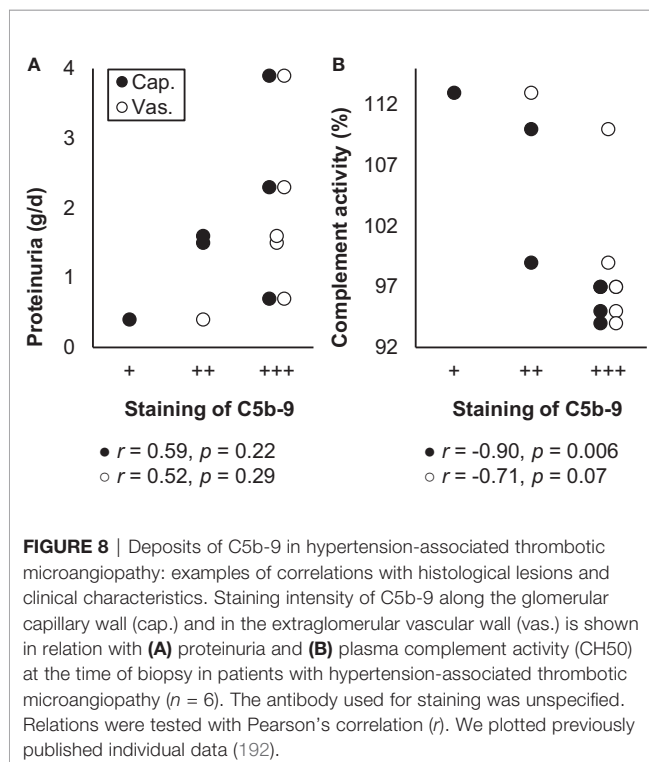 A
B
● Cap.
○ Vas.
Proteinuria (g/d)
4
3
2
1
0
+ ++ +++
Staining of C5b-9
● r = 0.59, p = 0.22
○ r = 0.52, p = 0.29
Complement activity (%)
112
107
102
97
92
+ ++ +++
Staining of C5b-9
● r = -0.90, p = 0.006
○ r = -0.71, p = 0.07
FIGURE 8 | Deposits of C5b-9 in hypertension-associated thrombotic
microangiopathy: examples of correlations with histological lesions and
clinical characteristics. Staining intensity of C5b-9 along the glomerular
capillary wall (cap.) and in the extraglomerular vascular wall (vas.) is shown
in relation with (A) proteinuria and (B) plasma complement activity (CH50)
at the time of biopsy in patients with hypertension-associated thrombotic
microangiopathy (n = 6). The antibody used for staining was unspecified.
Relations were tested with Pearson's correlation (r). We plotted previously
published individual data (192).